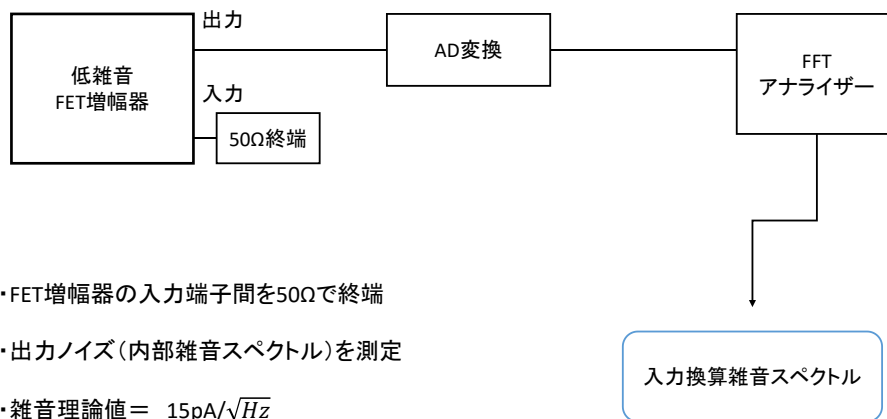 低雑音
FET増幅器
出力
入力
50Ω終端
AD変換
FFT
アナライザー
・FET増幅器の入力端子間を50Ωで終端
・出力ノイズ(内部雑音スペクトル)を測定
・雑音理論値= 15pA/√Hz
入力換算雑音スペクトル